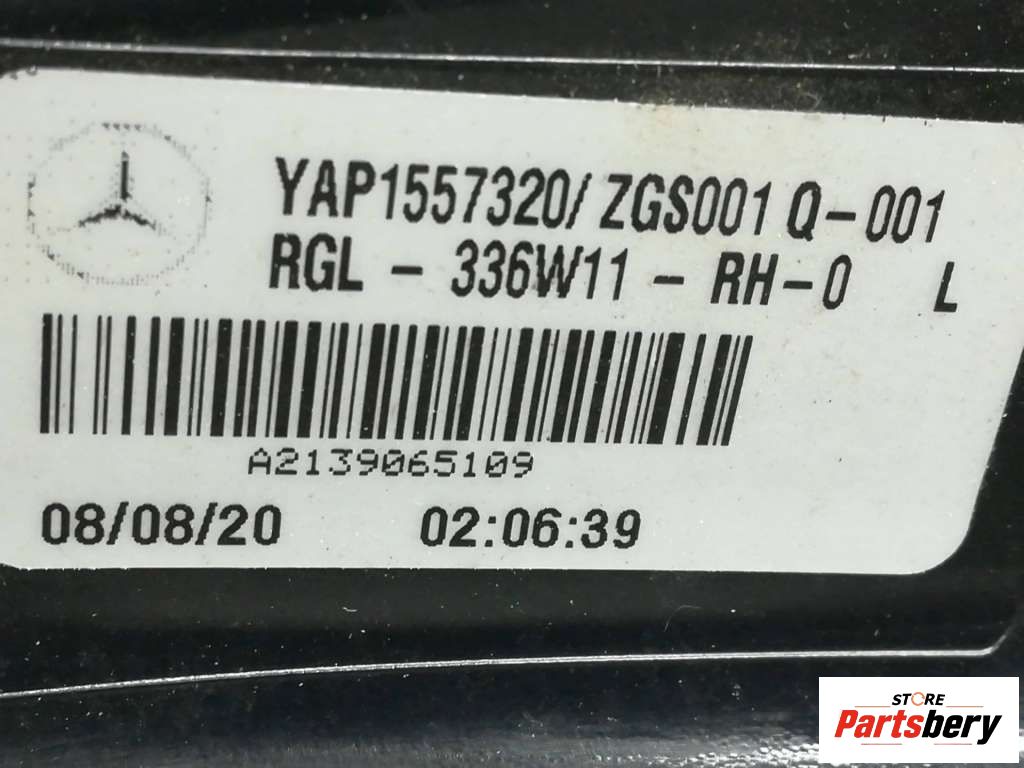 YAP1557320/ ZGS001 Q-001
RGL - 336W11 - RH-0 L
A2139065109
08/08/20 02:06:39
STORE
Partsbery